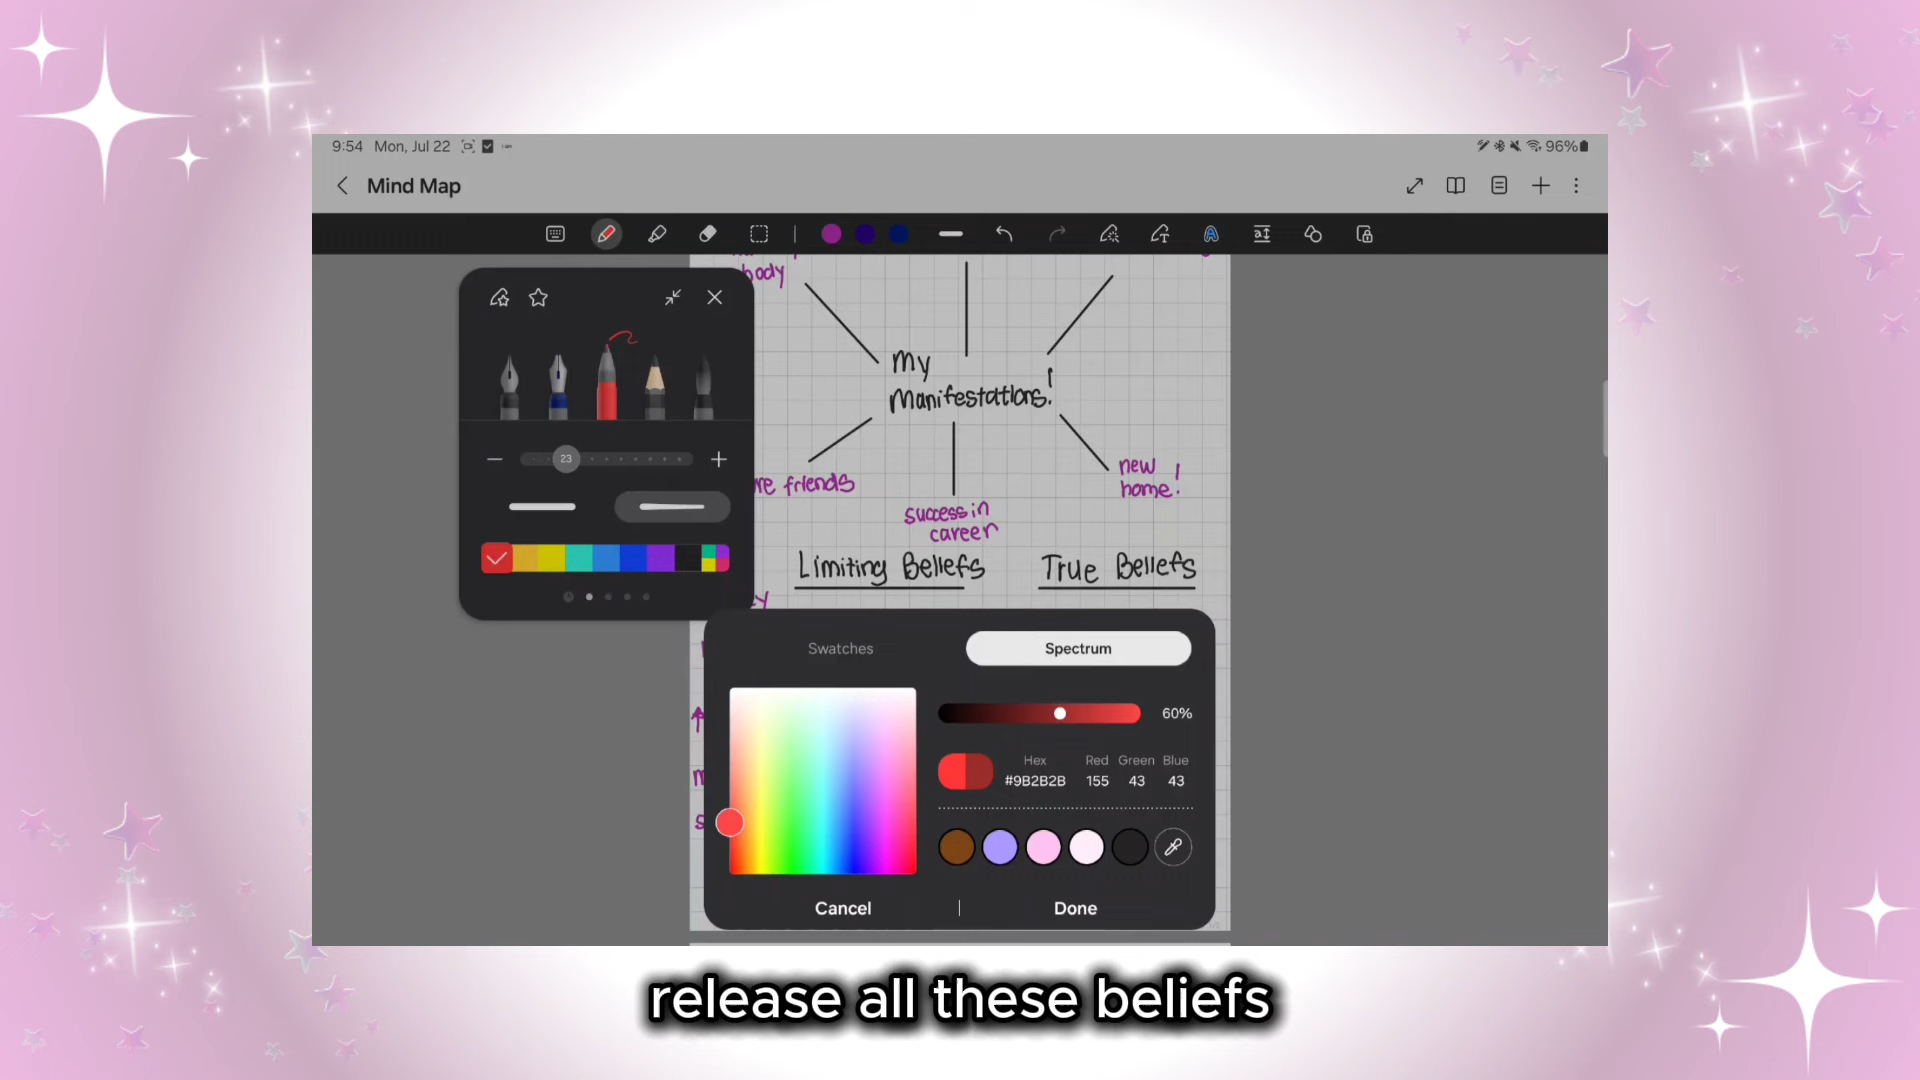 9:54 Mon, Jul 22
96%
Mind Map
body
My
Manifestations!
friends
new
home!
success in
career
Limiting Beliefs
True Beliefs
23
Swatches
Spectrum
60%
Hex
Red
Green
Blue
#9B2B2B
155
43
43
Cancel
Done
release all these beliefs